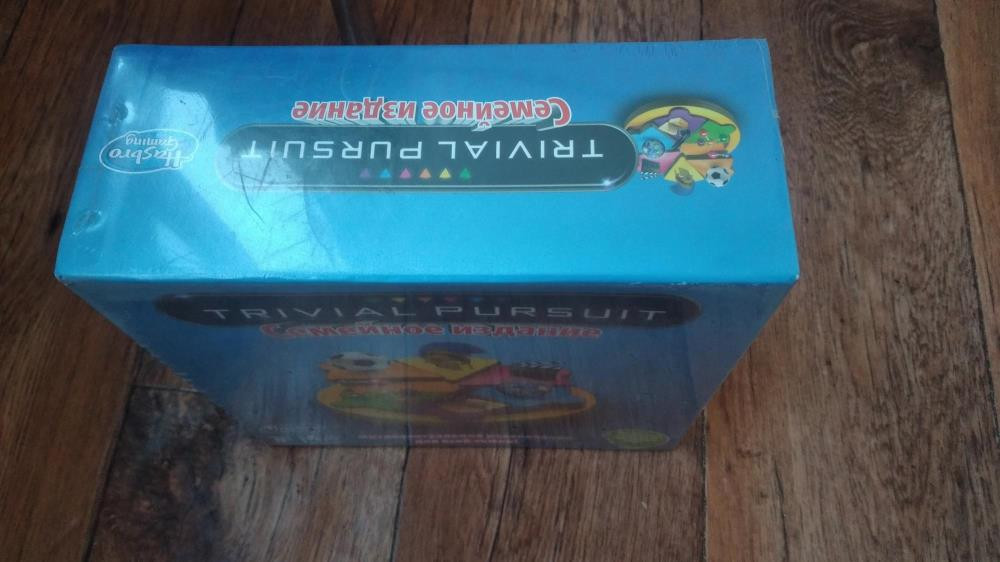 Семейное издание
TRIVIAL PURSUIT
Hasbro
Gaming
TRIVIAL PURSUIT
Семейное издание